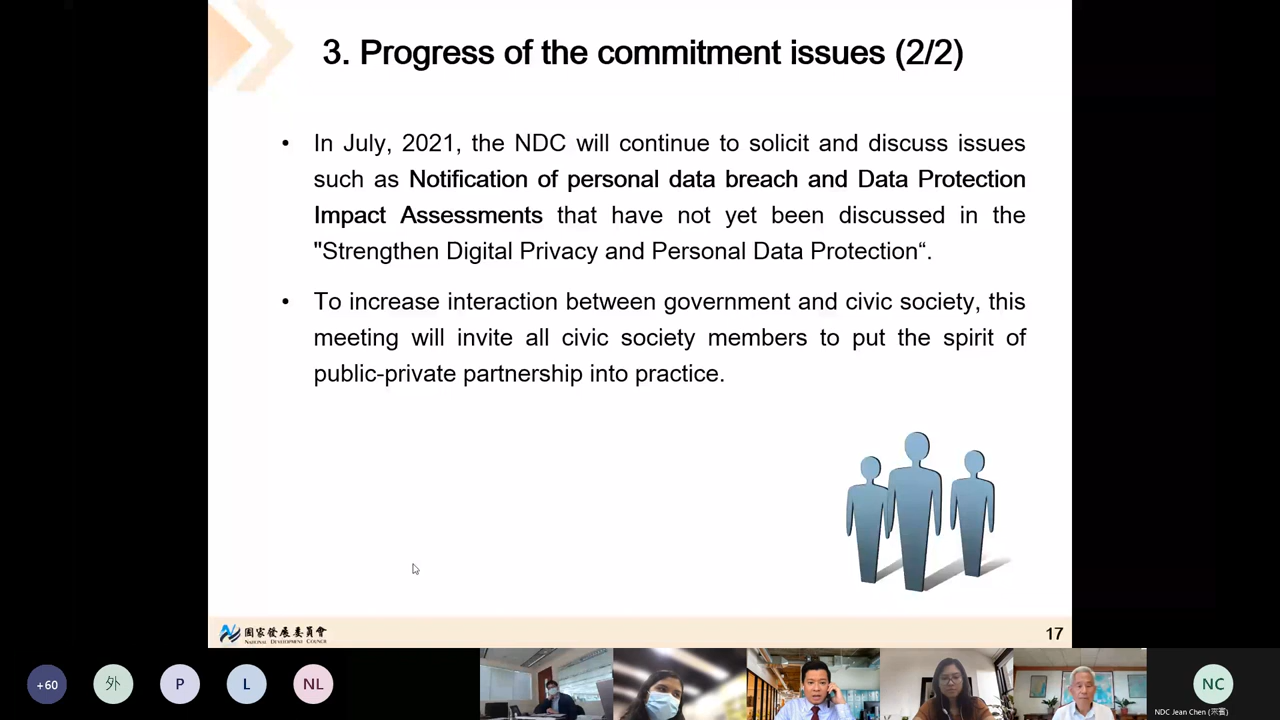 3. Progress of the commitment issues (2/2)
• In July, 2021, the NDC will continue to solicit and discuss issues
such as Notification of personal data breach and Data Protection
Impact Assessments that have not yet been discussed in the
"Strengthen Digital Privacy and Personal Data Protection“.
• To increase interaction between government and civic society, this
meeting will invite all civic society members to put the spirit of
public-private partnership into practice.
國家發展委員會
NATIONAL DEVELOPMENT COUNCIL
17
+60
外
P
L
NL
NC
NDC Jean Chen (宗賓)